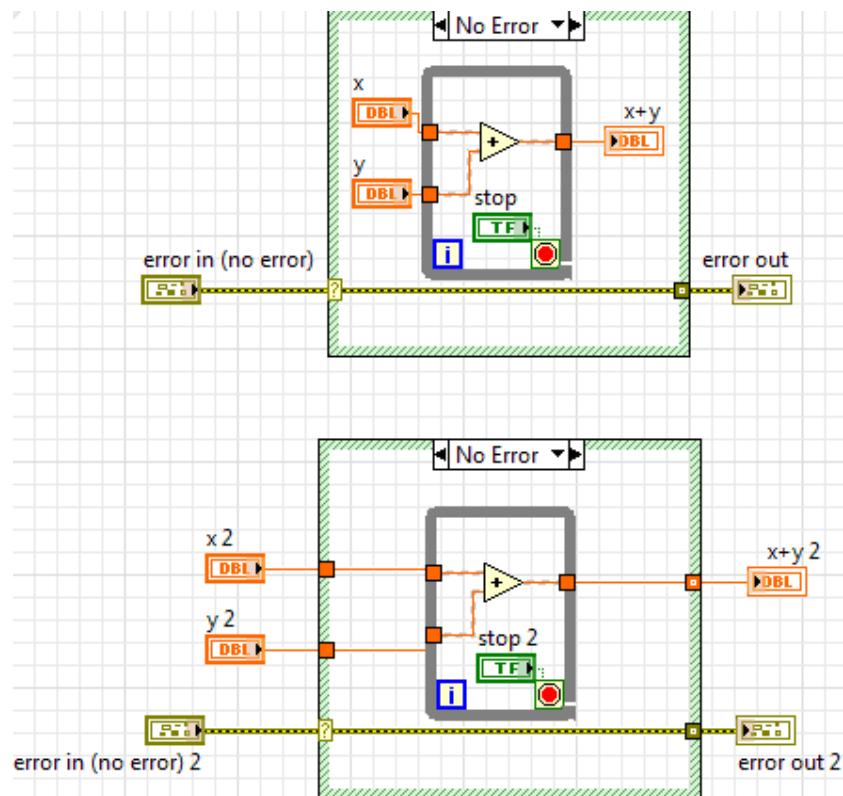 No Error
x
DBL
x+y
DBL
y
DBL
stop
TF
i
error in (no error)
error out
?
No Error
x 2
DBL
x+y 2
DBL
y 2
DBL
stop 2
TF
i
?
error in (no error) 2
error out 2